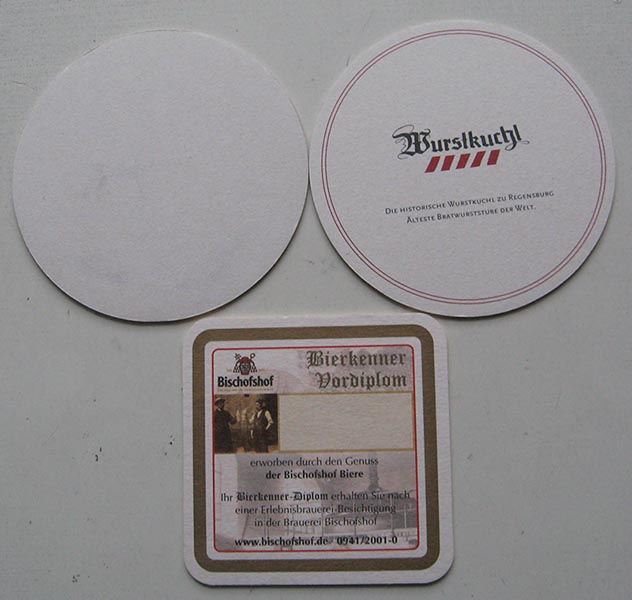 Wurstkuchl
Die historische Wurstkuchl zu Regensburg
Älteste Bratwurststube der Welt.
Bischofshof
Bierkenner
Vordiplom
erworben durch den Genuss
der Bischofshof Biere
Ihr Bierkenner-Diplom erhalten Sie nach
einer Erlebnisbrauerei-Besichtigung
in der Brauerei Bischofshof
www.bischofshof.de 0941/2001-0